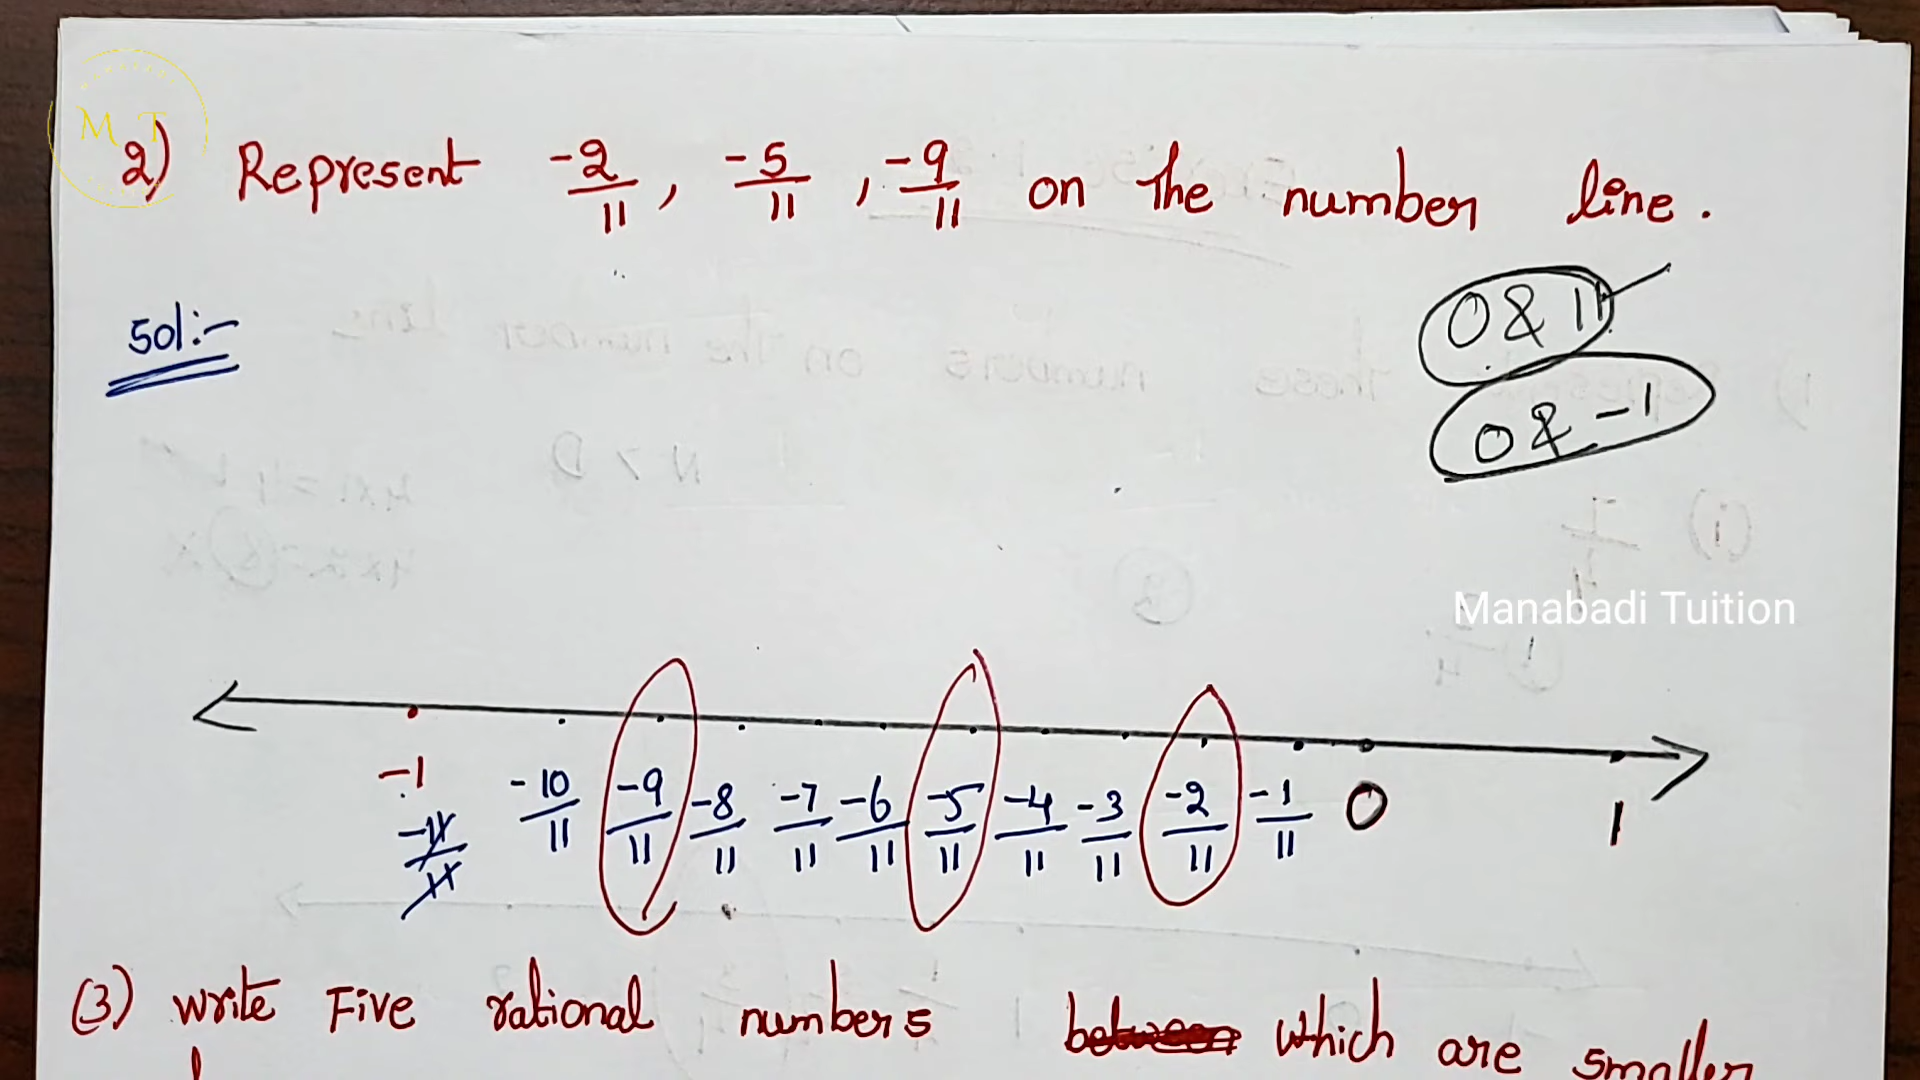 M T
2) Represent -2/11, -5/11, -9/11 on the number line.
Sol:-
0 & 1
0 & -1
Manabadi Tuition
-1 -10/11 -9/11 -8/11 -7/11 -6/11 -5/11 -4/11 -3/11 -2/11 -1/11 0 1
-11/11
(3) write Five rational numbers between which are smaller